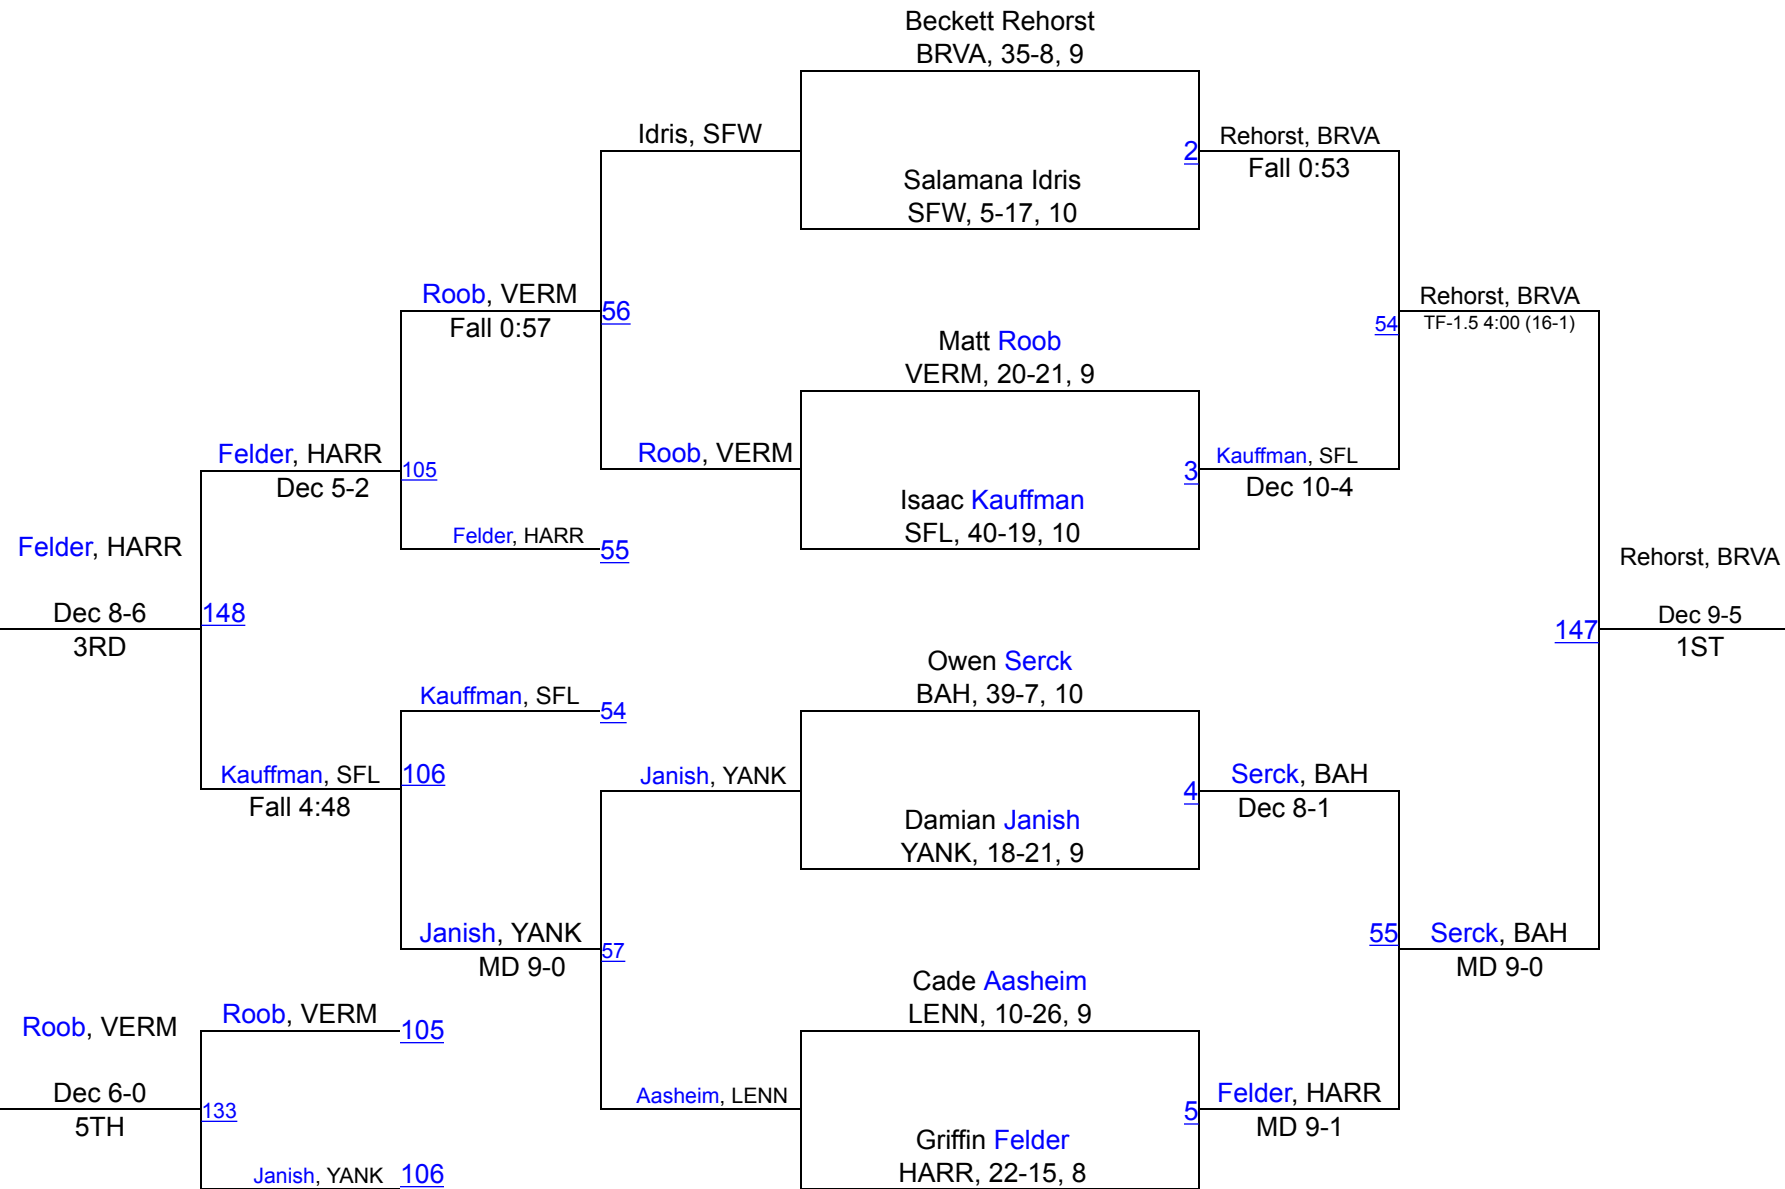 Beckett Rehorst
BRVA, 35-8, 9
Idris, SFW
2
Rehorst, BRVA
Fall 0:53
Salamana Idris
SFW, 5-17, 10
Roob, VERM
Fall 0:57
56
Rehorst, BRVA
TF-1.5 4:00 (16-1)
54
Matt Roob
VERM, 20-21, 9
Felder, HARR
Dec 5-2
105
Roob, VERM
3
Kauffman, SFL
Dec 10-4
Isaac Kauffman
SFL, 40-19, 10
Felder, HARR
55
Felder, HARR
Dec 8-6
3RD
148
Rehorst, BRVA
Dec 9-5
1ST
147
Owen Serck
BAH, 39-7, 10
Kauffman, SFL
54
Kauffman, SFL
Fall 4:48
106
Janish, YANK
4
Serck, BAH
Dec 8-1
Damian Janish
YANK, 18-21, 9
Janish, YANK
MD 9-0
57
55
Serck, BAH
MD 9-0
Cade Aasheim
LENN, 10-26, 9
Roob, VERM
105
Roob, VERM
Dec 6-0
5TH
133
Aasheim, LENN
5
Felder, HARR
MD 9-1
Griffin Felder
HARR, 22-15, 8
Janish, YANK
106